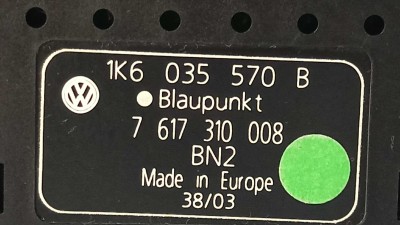 1K6 035 570 B
Blaupunkt
7 617 310 008
BN2
Made in Europe
38/03